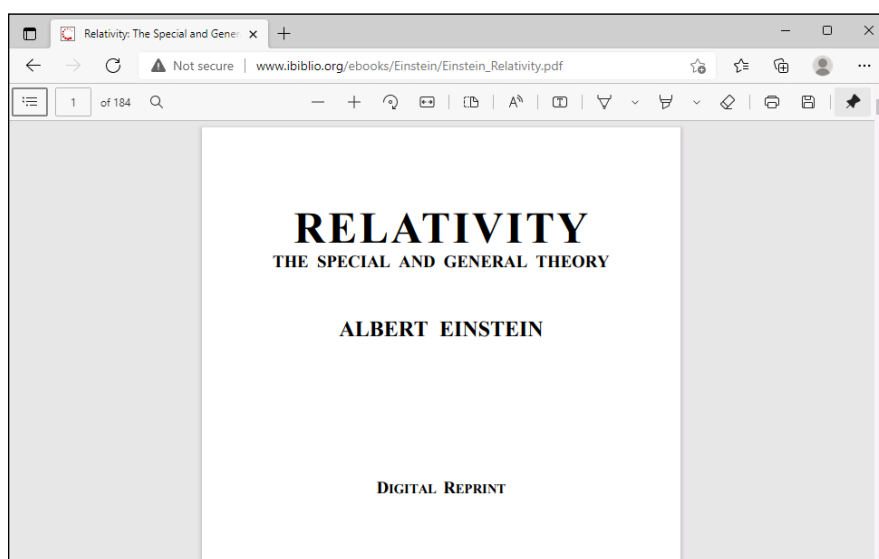 Relativity: The Special and Gener
Not secure | www.ibiblio.org/ebooks/Einstein/Einstein_Relativity.pdf
1 of 184
RELATIVITY
THE SPECIAL AND GENERAL THEORY
ALBERT EINSTEIN
DIGITAL REPRINT